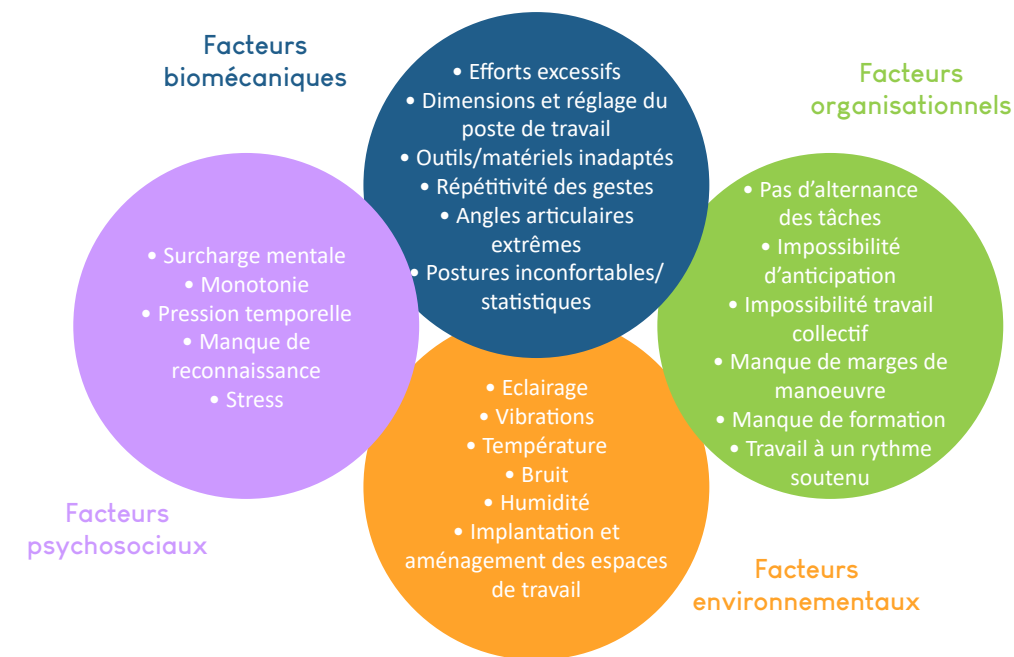 Facteurs
biomécaniques
• Efforts excessifs
• Dimensions et réglage du
poste de travail
• Outils/matériels inadaptés
• Répétitivité des gestes
• Angles articulaires
extrêmes
• Postures inconfortables/
statistiques
Facteurs
organisationnels
• Pas d’alternance
des tâches
• Impossibilité
d’anticipation
• Impossibilité travail
collectif
• Manque de marges de
manoeuvre
• Manque de formation
• Travail à un rythme
soutenu
• Surcharge mentale
• Monotonie
• Pression temporelle
• Manque de
reconnaissance
• Stress
Facteurs
psychosociaux
• Eclairage
• Vibrations
• Température
• Bruit
• Humidité
• Implantation et
aménagement des espaces
de travail
Facteurs
environnementaux